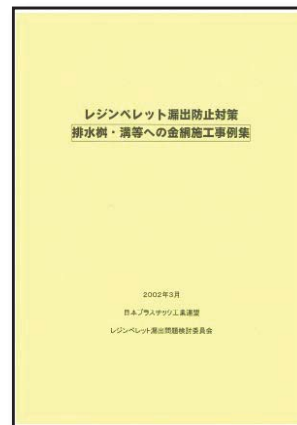 レジンペレット漏出防止対策
排水桝・溝等への金網施工事例集
2002年3月
日本プラスチック工業連盟
レジンペレット漏出問題検討委員会